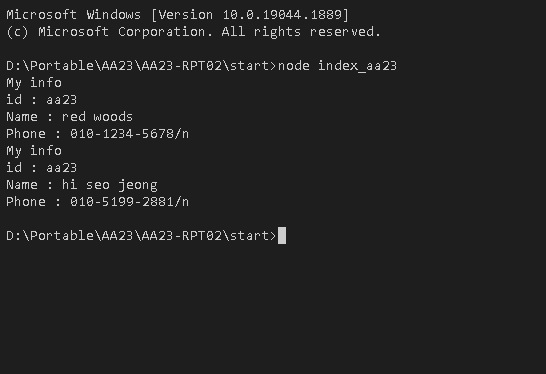 Microsoft Windows [Version 10.0.19044.1889]
(c) Microsoft Corporation. All rights reserved.
D:\Portable\AA23\AA23-RPT02\start>node index_aa23
My info
id : aa23
Name : red woods
Phone : 010-1234-5678/n
My info
id : aa23
Name : hi seo jeong
Phone : 010-5199-2881/n
D:\Portable\AA23\AA23-RPT02\start>